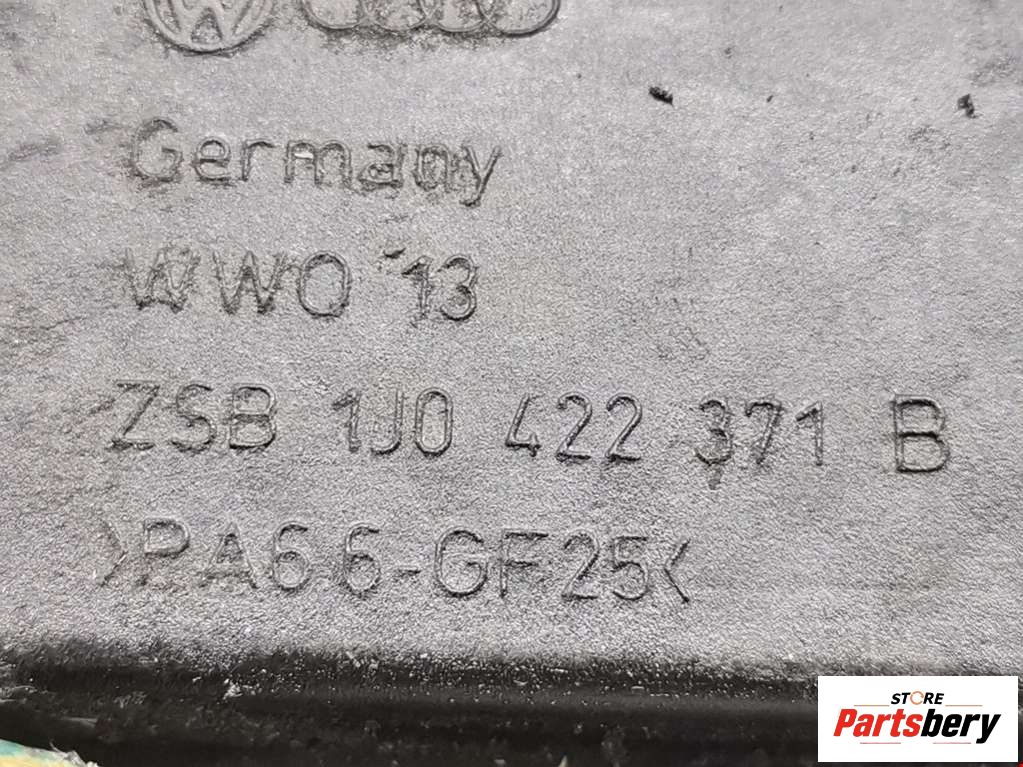 Germany
WWO 13
ZSB 1J0 422 371 B
>PA66-GF25<
STORE
Partsbery